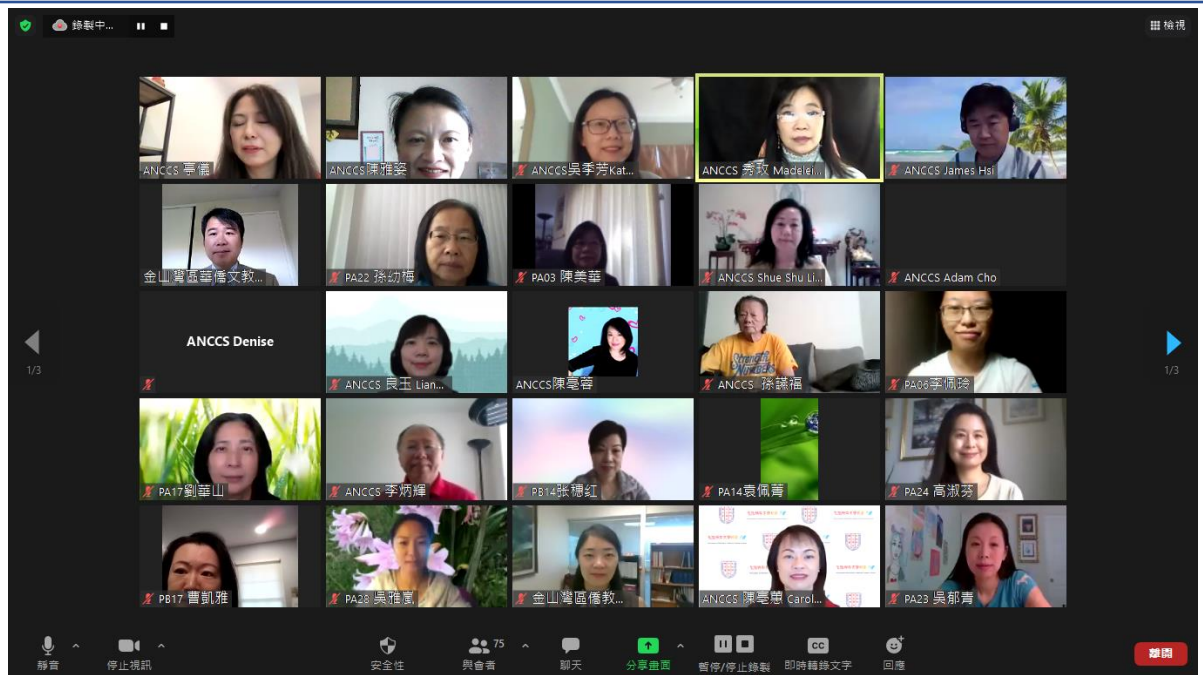 錄製中...
檢視
ANCCS 亭儀
ANCCS陳雅姿
ANCCS吳季芳Kat...
ANCCS 秀玫 Madelei...
ANCCS James Hsi
金山灣區華僑文教...
PA22 孫幼梅
PA03 陳美華
ANCCS Shue Shu Li...
ANCCS Adam Cho
ANCCS Denise
ANCCS 良玉 Lian...
ANCCS陳亳蓉
ANCCS 孫議福
PA06李佩玲
1/3
1/3
PA17劉華山
ANCCS 李炳輝
PB14張穗紅
PA14袁佩菁
PA24 高淑芬
PB17 曹凱雅
PA28 吳雅嵐
金山灣區僑教...
ANCCS 陳亳蕙 Carol...
PA23 吳郁青
靜音
停止視訊
安全性
75
與會者
聊天
分享畫面
暫停/停止錄製
CC
即時轉錄文字
回應
離開